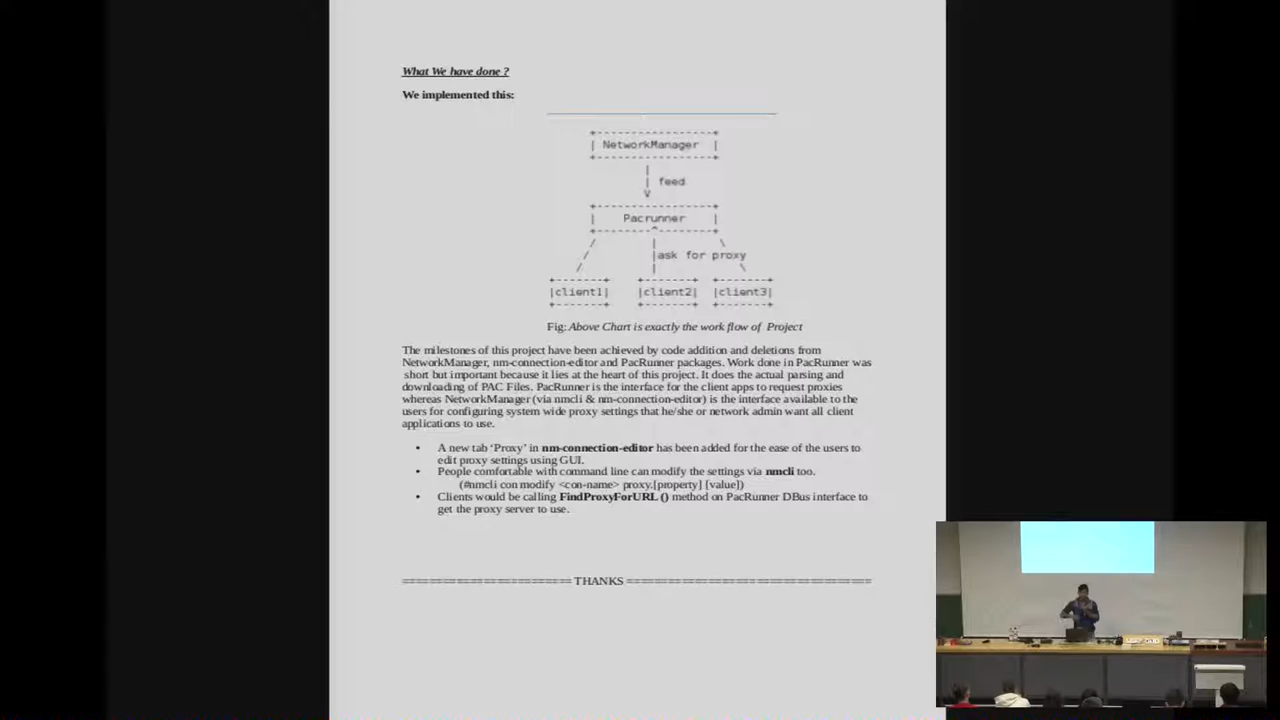 What We have done ?
We implemented this:
NetworkManager
feed
Pacrunner
ask for proxy
client1 client2 client3
Fig: Above Chart is exactly the work flow of Project
The milestones of this project have been achieved by code addition and deletions from
NetworkManager, nm-connection-editor and PacRunner packages. Work done in PacRunner was
short but important because it lies at the heart of this project. It does the actual parsing and
downloading of PAC Files. PacRunner is the interface for the client apps to request proxies
whereas NetworkManager (via nmcli & nm-connection-editor) is the interface available to the
users for configuring system wide proxy settings that he/she or network admin want all client
applications to use.
• A new tab ‘Proxy’ in nm-connection-editor has been added for the ease of the users to
edit proxy settings using GUI.
• People comfortable with command line can modify the settings via nmcli too.
(#nmcli con modify <con-name> proxy.[property] [value])
• Clients would be calling FindProxyForURL () method on PacRunner DBus interface to
get the proxy server to use.
========================= THANKS ====================================